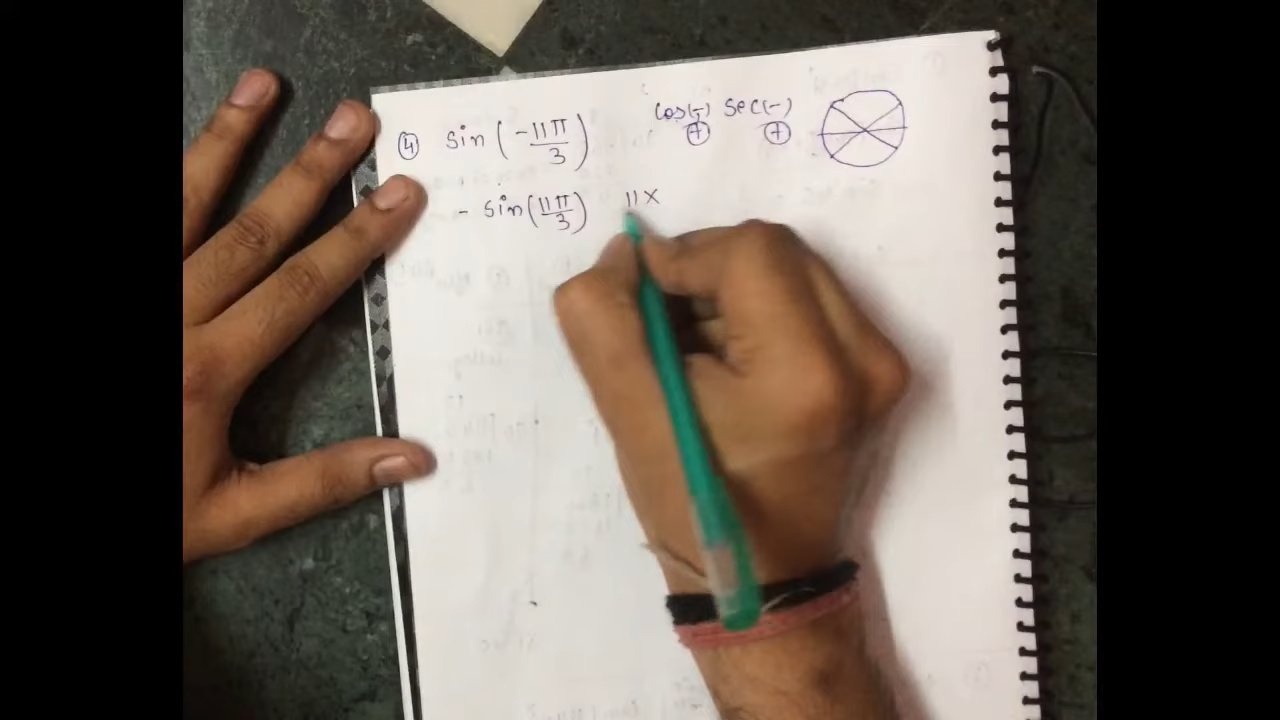 ④ sin (-11π/3) cos(-) sec(-)
+ +
- sin(11π/3) 11×